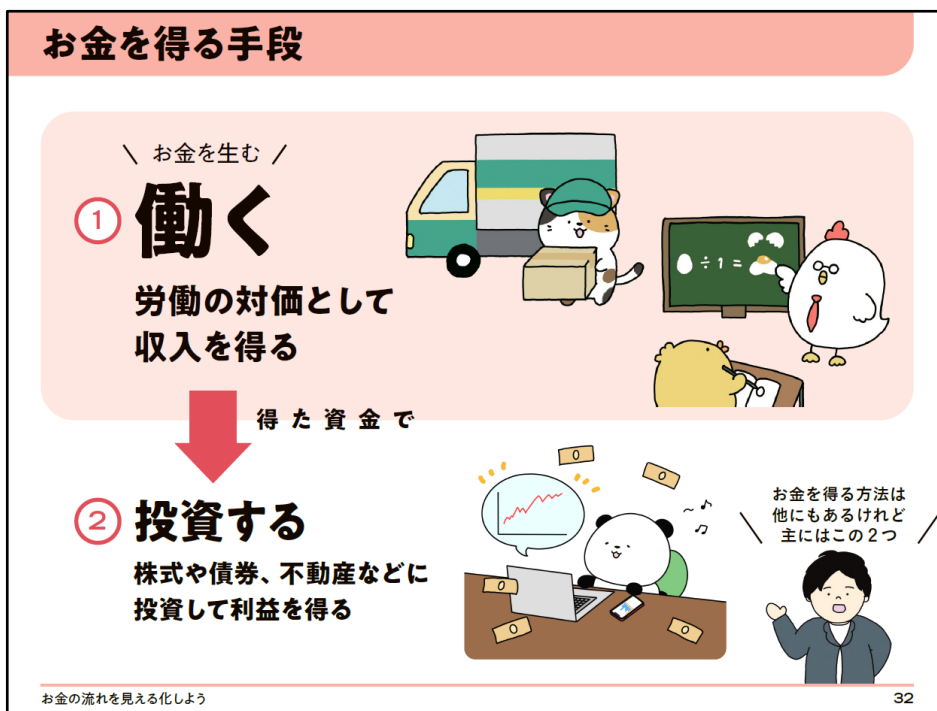 お金を得る手段
お金を生む
1 働く
労働の対価として
収入を得る
÷1=
得た資金で
2 投資する
株式や債券、不動産などに
投資して利益を得る
お金を得る方法は
他にもあるけれど
主にはこの2つ
お金の流れを見える化しよう
32